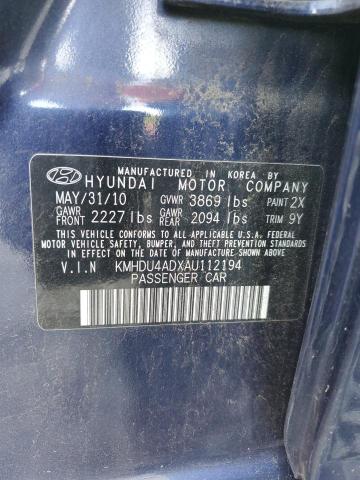 MANUFACTURED IN KOREA BY
HYUNDAI MOTOR COMPANY
MAY/31/10 GVWR 3869 lbs PAINT 2X
GAWR FRONT 2227 lbs GAWR REAR 2094 lbs TRIM 9Y
THIS VEHICLE CONFORMS TO ALL APPLICABLE U.S.A. FEDERAL
MOTOR VEHICLE SAFETY, BUMPER, AND THEFT PREVENTION
STANDARDS IN EFFECT ON THE DATE OF MANUFACTURE
SHOWN ABOVE.
V.I.N KMHDU4ADXAU112194
PASSENGER CAR